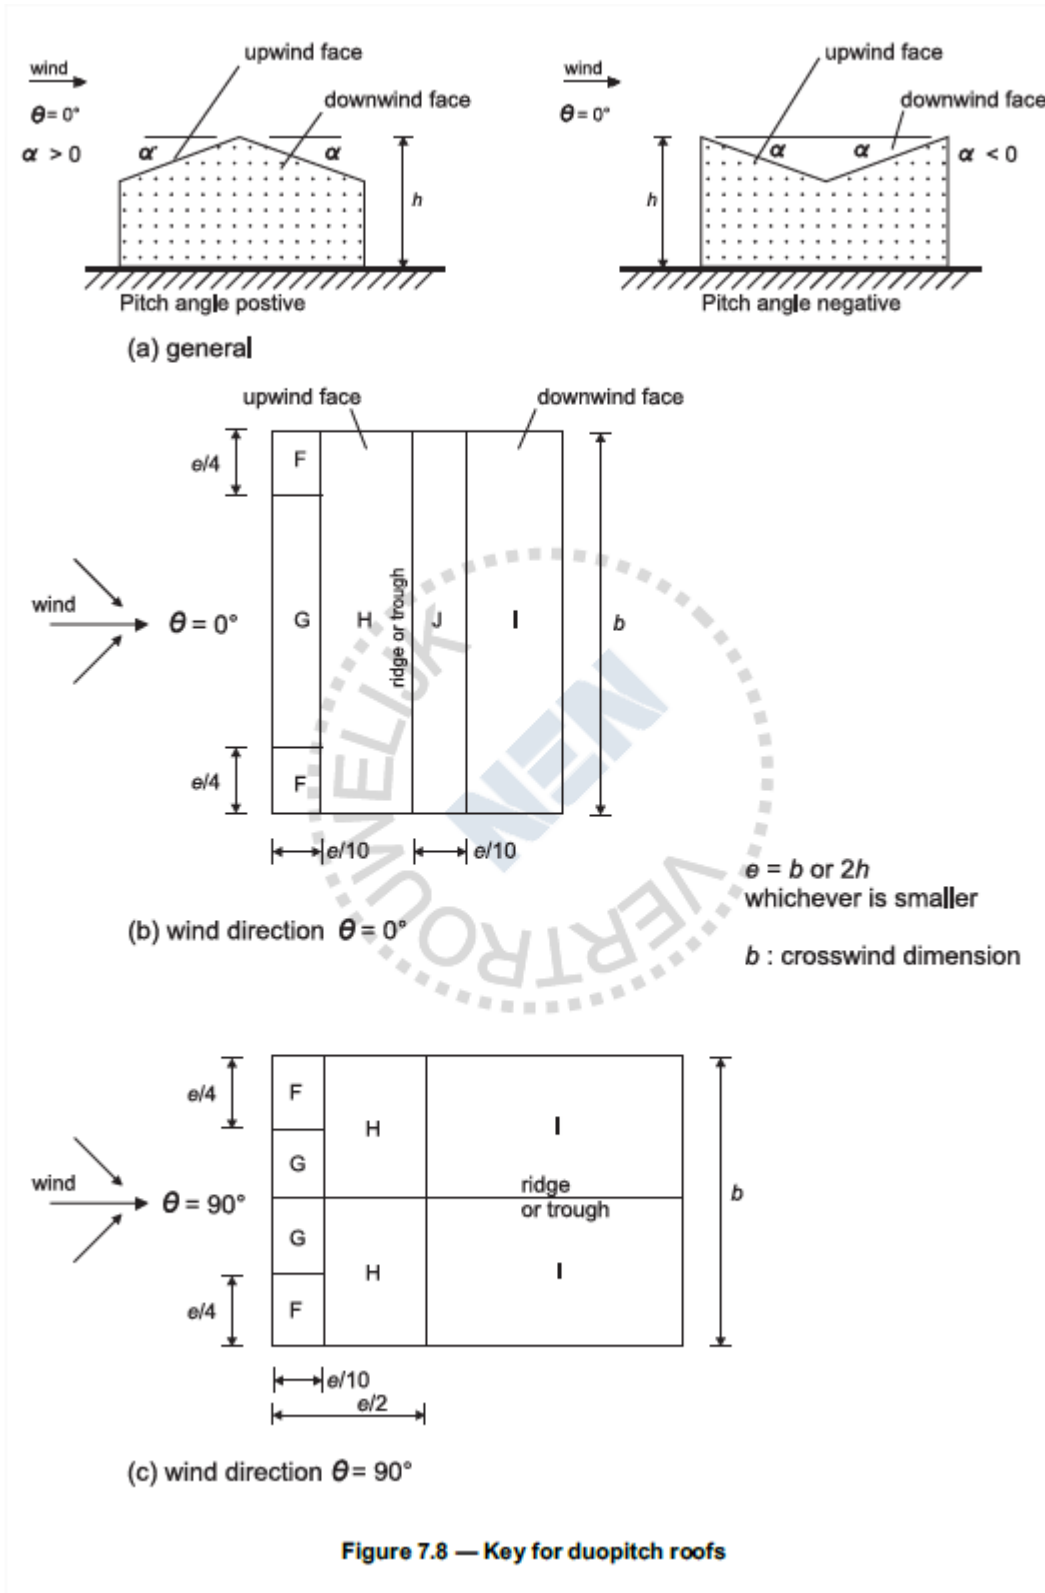 upwind face
wind
θ = 0°
α > 0
downwind face
α
α
h
Pitch angle postive
upwind face
wind
θ = 0°
downwind face
α
α
α < 0
h
Pitch angle negative
(a) general
upwind face
downwind face
e/4
F
wind
θ = 0°
G
H
ridge or trough
J
I
b
e/4
F
e/10
e/10
e = b or 2h
whichever is smaller
(b) wind direction θ = 0°
b : crosswind dimension
e/4
F
H
I
G
wind
θ = 90°
ridge
or trough
b
G
H
I
e/4
F
e/10
e/2
(c) wind direction θ = 90°
Figure 7.8 — Key for duopitch roofs
VERTROUWELIJK
NEN